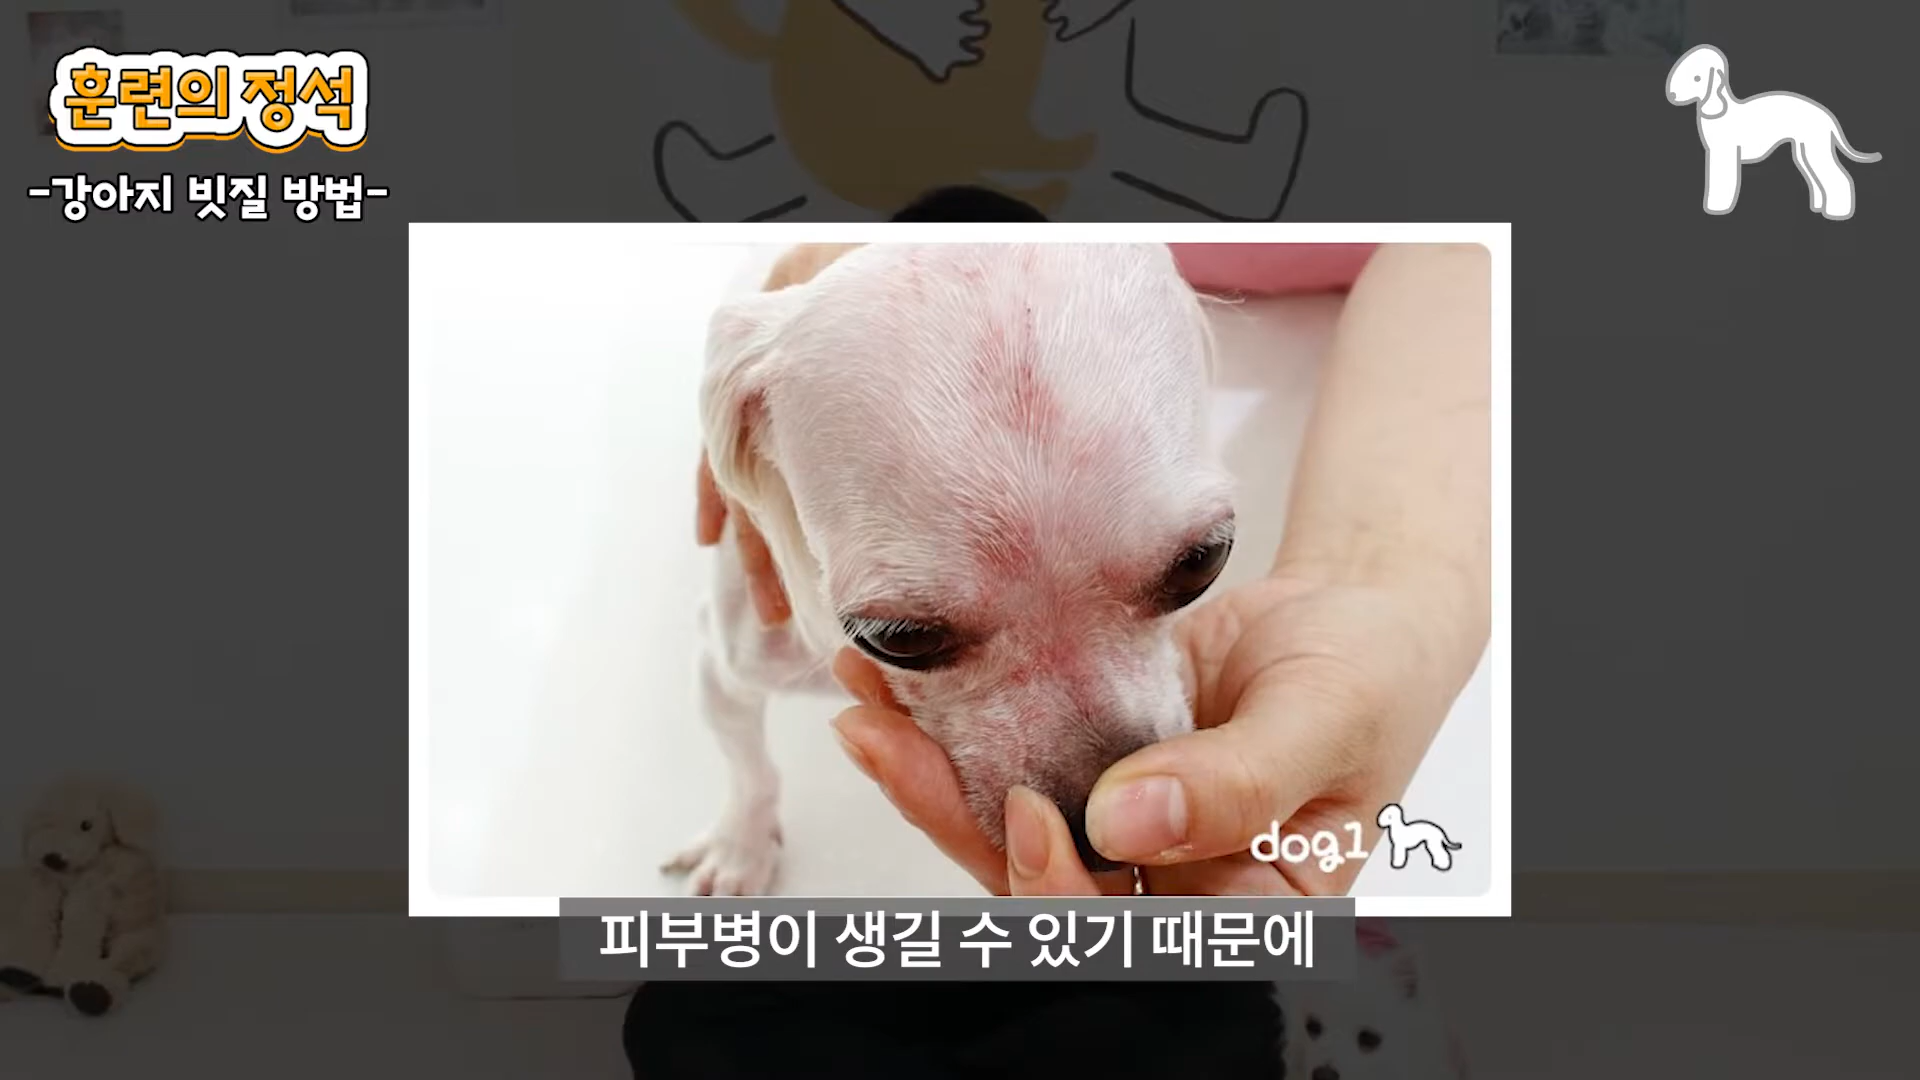 훈련의 정석
-강아지 빗질 방법-
dog1
피부병이 생길 수 있기 때문에